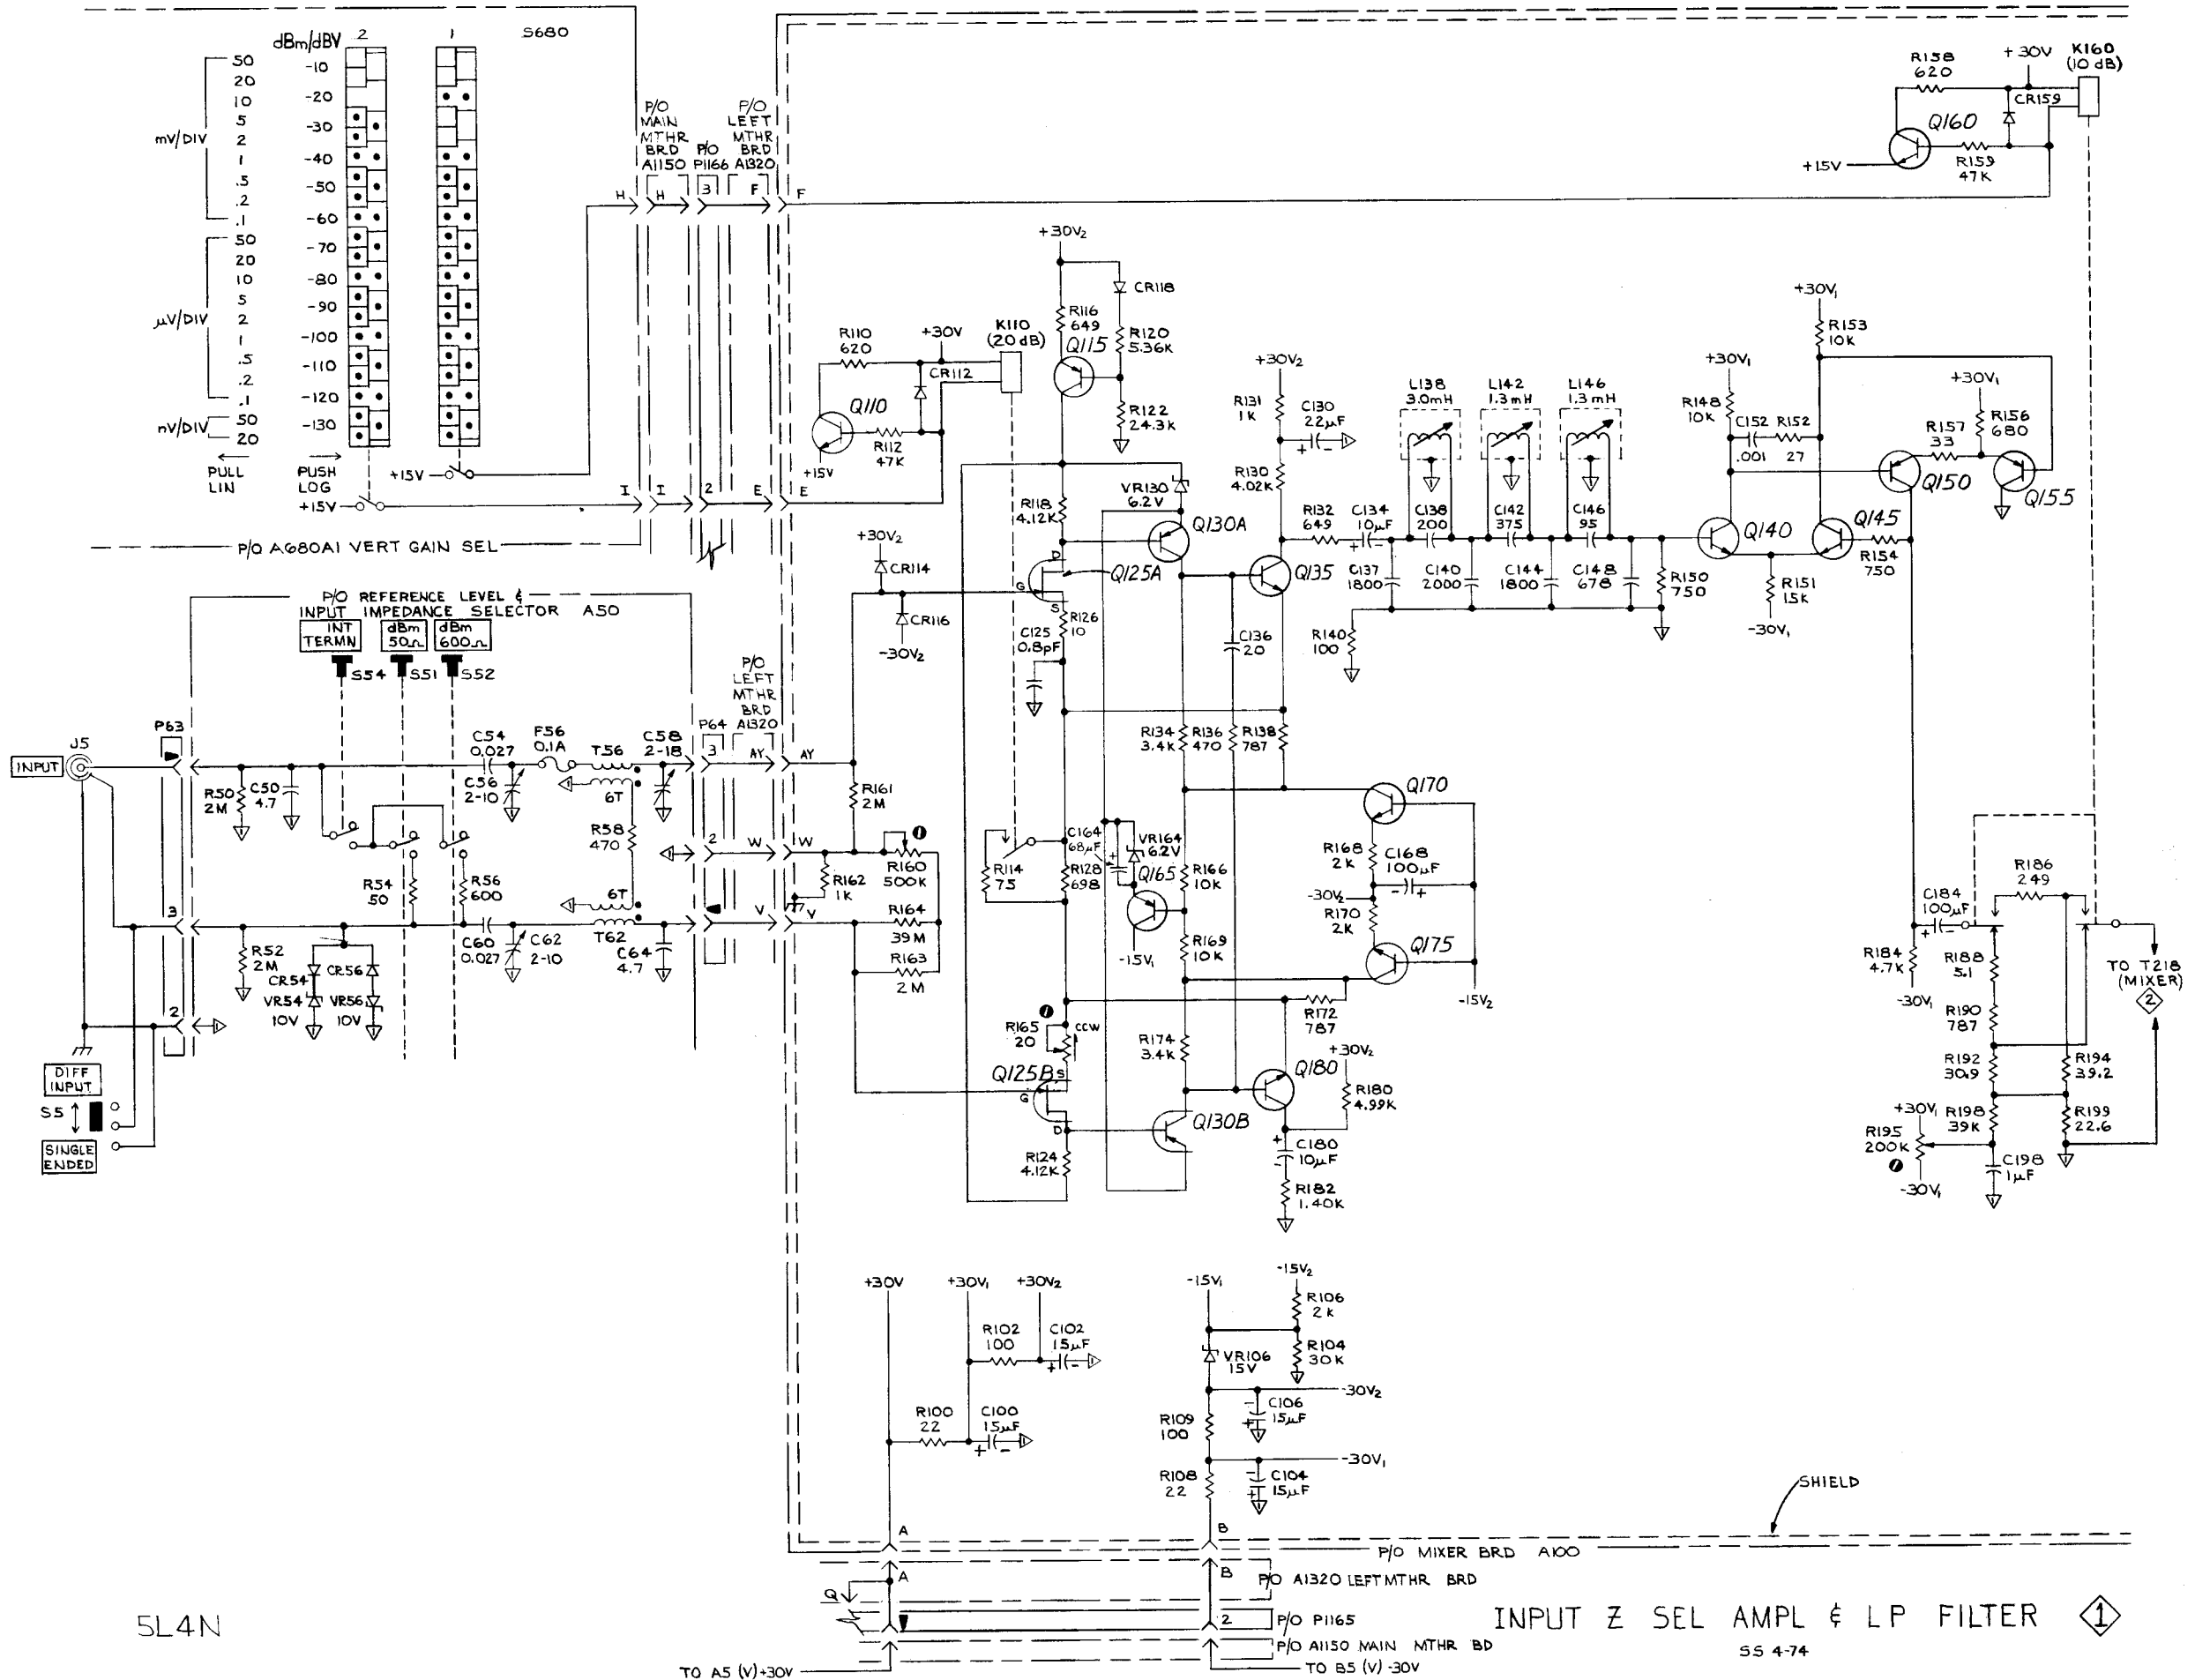 dBm/dBV
2
1
S680
50
20
10
5
2
1
.5
.2
.1
50
20
10
5
2
1
.5
.2
.1
50
20
mV/DIV
µV/DIV
nV/DIV
-10
-20
-30
-40
-50
-60
-70
-80
-90
-100
-110
-120
-130
PULL
LIN
PUSH
LOG
+15V
+15V
P/O A680A1 VERT GAIN SEL
P/O
MAIN
MTHR
BRD
A1150
P/O
P1166
P/O
LEFT
MTHR
BRD
A1320
H
H
3
F
F
I
I
2
E
E
R158
620
+30V
K160
(10 dB)
CR159
Q160
+15V
R159
47K
+30V₂
CR118
R116
649
R120
5.36K
Q115
R122
24.3K
R110
620
+30V
K110
(20 dB)
CR112
Q110
R112
47K
+15V
R118
4.12K
VR130
6.2V
Q130A
+30V₂
CR114
CR116
-30V₂
D
G
S
Q125A
R126
10
C125
0.8pF
+30V₂
R131
1K
C130
22µF
+ -
R130
4.02K
R132
649
C134
10µF
+ -
Q135
C136
20
R140
100
L138
3.0mH
L142
1.3mH
L146
1.3mH
C138
200
C142
375
C146
95
C137
1800
C140
2000
C144
1800
C148
678
R150
750
+30V₁
R148
10K
C152
.001
R152
27
+30V₁
R153
10K
+30V₁
R157
33
R156
680
Q150
Q155
Q140
Q145
R151
15K
-30V₁
R154
750
P/O REFERENCE LEVEL &
INPUT IMPEDANCE SELECTOR A50
INT
TERMN
dBm
50Ω
dBm
600Ω
S54
S51
S52
P/O
LEFT
MTHR
BRD
A1320
P63
P64
J5
INPUT
R50
2M
C50
4.7
C54
0.027
F56
0.1A
T56
C58
2-18
C56
2-10
6T
R58
470
6T
T62
R54
50
R56
600
C60
0.027
C62
2-10
C64
4.7
R52
2M
CR54
CR56
VR54
10V
VR56
10V
3
2
3
AY
AY
2
W
W
V
V
DIFF
INPUT
S5
SINGLE
ENDED
R161
2M
R162
1K
R160
500K
R164
39M
R163
2M
R114
75
R128
698
C164
68µF
VR164
6.2V
Q165
-15V₁
R134
3.4K
R136
470
R138
787
R166
10K
R169
10K
Q170
R168
2K
C168
100µF
- +
-30V₂
R170
2K
Q175
-15V₂
R172
787
R165
20
CCW
Q125B
S
G
D
R124
4.12K
R174
3.4K
Q130B
Q180
+30V₂
R180
4.99K
C180
10µF
R182
1.40K
C184
100µF
+ -
R184
4.7K
-30V₁
R186
249
R188
5.1
R190
787
R192
30.9
R194
39.2
R198
39K
R199
22.6
+30V₁
R195
200K
-30V₁
C198
1µF
TO T218
(MIXER)
2
+30V
+30V₁
+30V₂
R102
100
C102
15µF
+ -
R100
22
C100
15µF
+ -
-15V₁
-15V₂
R106
2K
R104
30K
VR106
15V
-30V₂
C106
15µF
R109
100
-30V₁
R108
22
C104
15µF
SHIELD
A
B
P/O MIXER BRD A100
A
B
P/O A1320 LEFT MTHR BRD
Q
2
P/O P1165
P/O A1150 MAIN MTHR BD
TO A5 (V)+30V
TO B5 (V) -30V
5L4N
INPUT Z SEL AMPL & LP FILTER
1
SS 4-74